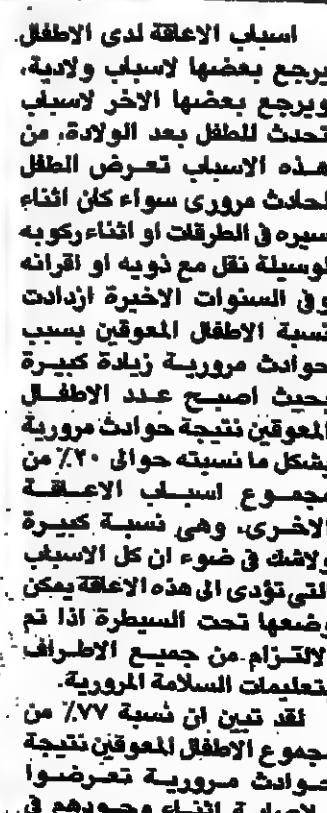 اسباب الاعاقة لدى الاطفال.
يرجع بعضها لاسباب ولادية،
ويرجع بعضها الاخر لاسباب
تحدث للطفل بعد الولادة، من
هذه الاسباب تعرض الطفل
لحادث مرورى سواء كان اثناء
سيره في الطرقات او اثناء ركوبه
لوسيلة نقل مع ذويه او اقرانه
وفي السنوات الاخيرة ازدادت
نسبة الاطفال المعوقين بسبب
حوادث مرورية زيادة كبيرة
بحيث اصبح عدد الاطفال
المعوقين نتيجة حوادث مرورية
يشكل ما نسبته حوالى ٢٠٪ من
مجموع اسباب الاعاقة
الاخرى، وهى نسبة كبيرة
ولاشك في ضوء ان كل الاسباب
التي تؤدى الى هذه الاعاقة يمكن
وضعها تحت السيطرة اذا تم
الالتزام من جميع الاطراف
بتعليمات السلامة المرورية.
لقد تبين ان نسبة ٧٧٪ من
مجموع الاطفال المعوقين نتيجة
حوادث مرورية تعرضوا
للاصابة اثناء وجودهم في